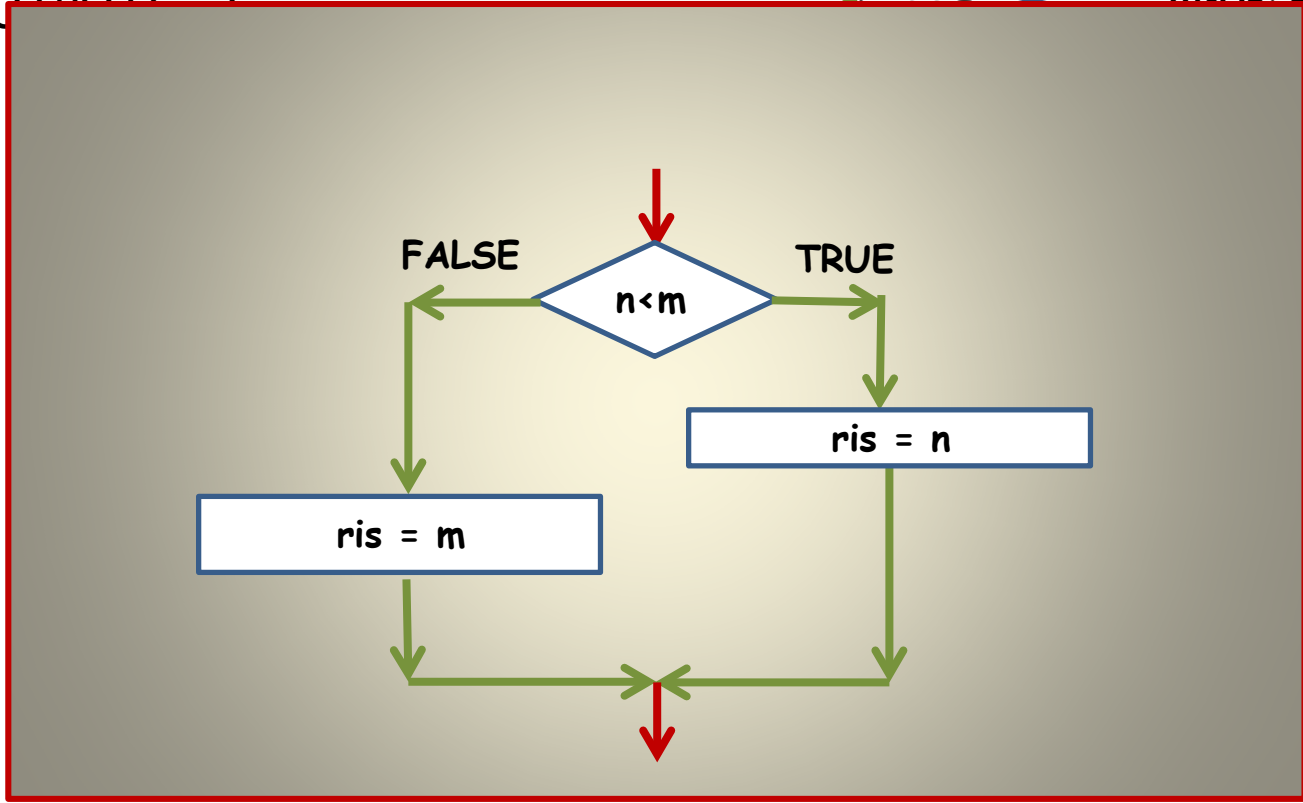 FALSE
TRUE
n<m
ris = n
ris = m